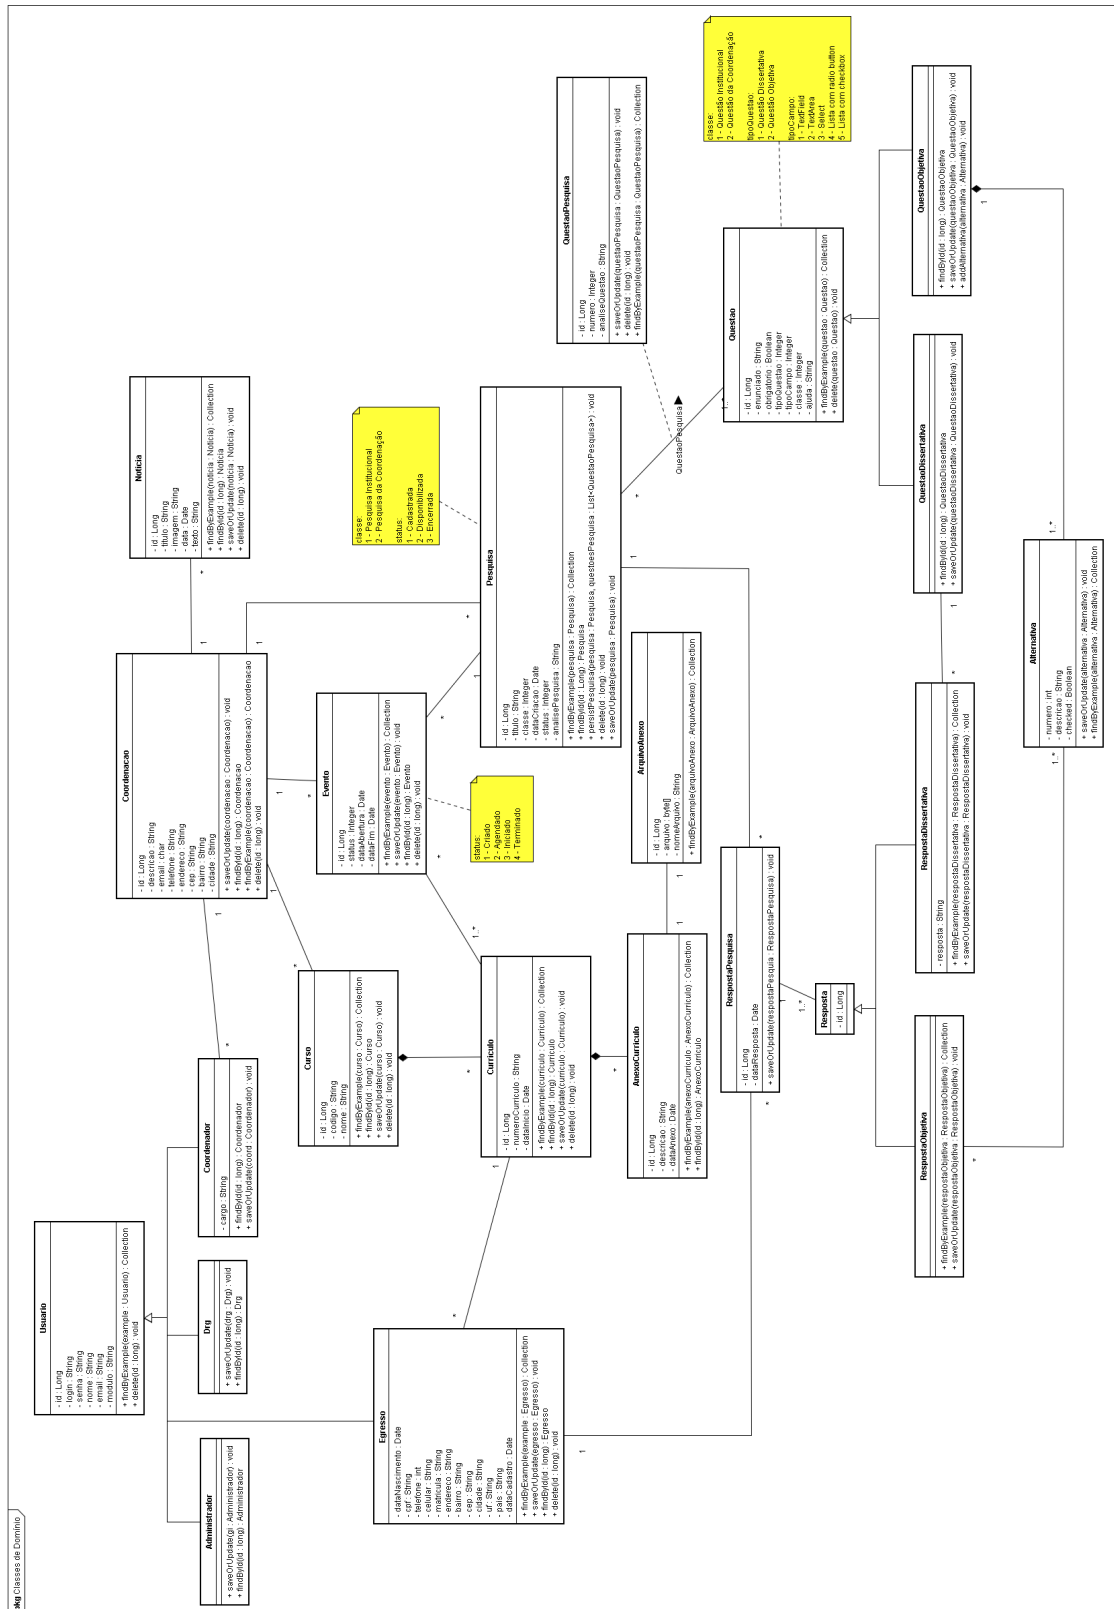 pkg Classes de Domínio
Usuario
- id : Long
- login : String
- senha : String
- nome : String
- email : String
- modulo : String
+ findByExample(example : Usuario) : Collection
+ delete(id : long) : void
Administrador
+ saveOrUpdate(gi : Administrador) : void
+ findById(id : long) : Administrador
Drg
+ saveOrUpdate(drg : Drg) : void
+ findById(id : long) : Drg
Coordenador
- cargo : String
+ findById(id : long) : Coordenador
+ saveOrUpdate(coord : Coordenador) : void
Coordenacao
- id : Long
- descricao : String
- email : char
- telefone : String
- endereco : String
- cep : String
- bairro : String
- cidade : String
+ saveOrUpdate(coordenacao : Coordenacao) : void
+ findById(id : long) : Coordenacao
+ findByExample(coordenacao : Coordenacao) : Coordenacao
+ delete(id : long) : void
Noticia
- id : Long
- titulo : String
- imagem : String
- data : Date
- texto : String
+ findByExample(noticia : Noticia) : Collection
+ findById(id : long) : Noticia
+ saveOrUpdate(noticia : Noticia) : void
+ delete(id : long) : void
Egresso
- dataNascimento : Date
- cpf : String
- telefone : int
- celular : String
- matricula : String
- endereco : String
- bairro : String
- cep : String
- cidade : String
- uf : String
- pais : String
- dataCadastro : Date
+ findByExample(example : Egresso) : Collection
+ saveOrUpdate(egresso : Egresso) : void
+ findById(id : long) : Egresso
+ delete(id : long) : void
Curso
- id : Long
- codigo : String
- nome : String
+ findByExample(curso : Curso) : Collection
+ findById(id : long) : Curso
+ saveOrUpdate(curso : Curso) : void
+ delete(id : long) : void
Evento
- id : Long
- status : Integer
- dataAbertura : Date
- dataFim : Date
+ findByExample(evento : Evento) : Collection
+ saveOrUpdate(evento : Evento) : void
+ findById(id : long) : Evento
+ delete(id : long) : void
classe:
1 - Pesquisa Institucional
2 - Pesquisa da Coordenação
status:
1 - Cadastrada
2 - Disponibilizada
3 - Encerrada
status:
1 - Criado
2 - Agendado
3 - Iniciado
4 - Terminado
Curriculo
- id : Long
- numeroCurriculo : String
- dataInicio : Date
+ findByExample(curriculo : Curriculo) : Collection
+ findById(id : long) : Curriculo
+ saveOrUpdate(curriculo : Curriculo) : void
+ delete(id : long) : void
Pesquisa
- id : Long
- titulo : String
- classe : Integer
- dataCriacao : Date
- status : Integer
- analisePesquisa : String
+ findByExample(pesquisa : Pesquisa) : Collection
+ findById(id : Long) : Pesquisa
+ persistPesquisa(pesquisa : Pesquisa, questoesPesquisa : List<QuestaoPesquisa>) : void
+ delete(id : long) : void
+ saveOrUpdate(pesquisa : Pesquisa) : void
QuestaoPesquisa
- id : Long
- numero : Integer
- analiseQuestao : String
+ saveOrUpdate(questaoPesquisa : QuestaoPesquisa) : void
+ delete(id : long) : void
+ findByExample(questaoPesquisa : QuestaoPesquisa) : Collection
AnexoCurriculo
- id : Long
- descricao : String
- dataAnexo : Date
+ findByExample(anexoCurriculo : AnexoCurriculo) : Collection
+ findById(id : long) : AnexoCurriculo
ArquivoAnexo
- id : Long
- arquivo : byte[]
- nomeArquivo : String
+ findByExample(arquivoAnexo : ArquivoAnexo) : Collection
QuestaoPesquisa ▶
classe:
1 - Questão Institucional
2 - Questão da Coordenação
tipoQuestao:
1 - Questão Dissertativa
2 - Questão Objetiva
tipoCampo:
1 - TextField
2 - TextArea
3 - Select
4 - Lista com radio button
5 - Lista com checkbox
RespostaPesquisa
- id : Long
- dataResposta : Date
+ saveOrUpdate(respostaPesquia : RespostaPesquisa) : void
Questao
- id : Long
- enunciado : String
- obrigatorio : Boolean
- tipoQuestao : Integer
- tipoCampo : Integer
- classe : Integer
- ajuda : String
+ findByExample(questao : Questao) : Collection
+ delete(questao : Questao) : void
Resposta
- id : Long
RespostaObjetiva
+ findByExample(respostaObjetiva : RespostaObjetiva) : Collection
+ saveOrUpdate(respostaObjetiva : RespostaObjetiva) : void
RespostaDissertativa
- resposta : String
+ findByExample(respostaDissertativa : RespostaDissertativa) : Collection
+ saveOrUpdate(respostaDissertativa : RespostaDissertativa) : void
QuestaoDissertativa
+ findById(id : long) : QuestaoDissertativa
+ saveOrUpdate(questaoDissertativa : QuestaoDissertativa) : void
QuestaoObjetiva
+ findById(id : long) : QuestaoObjetiva
+ saveOrUpdate(questaoObjetiva : QuestaoObjetiva) : void
+ addAlternativa(alternativa : Alternativa) : void
Alternativa
- numero : int
- descricao : String
- checked : Boolean
+ saveOrUpdate(alternativa : Alternativa) : void
+ findByExample(alternativa : Alternativa) : Collection